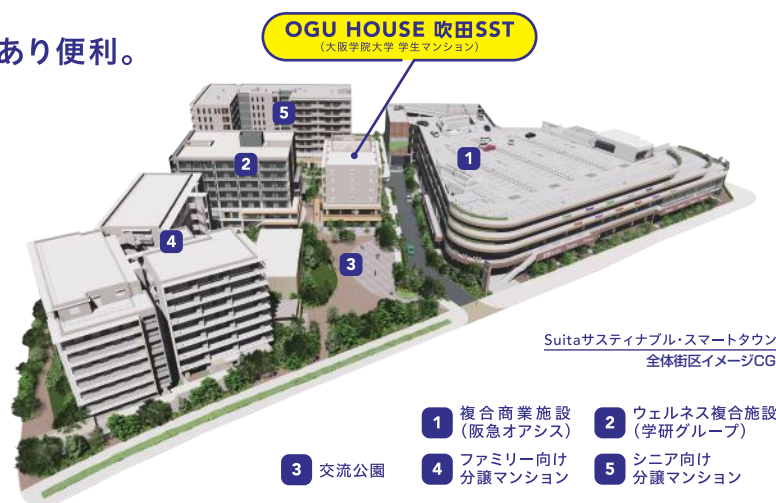 OGU HOUSE 吹田SST
(大阪学院大学 学生マンション)
あり便利。
5
2
1
4
3
Suitaサスティナブル・スマートタウン
全体街区イメージCG
1 複合商業施設
(阪急オアシス)
2 ウェルネス複合施設
(学研グループ)
3 交流公園
4 ファミリー向け
分譲マンション
5 シニア向け
分譲マンション